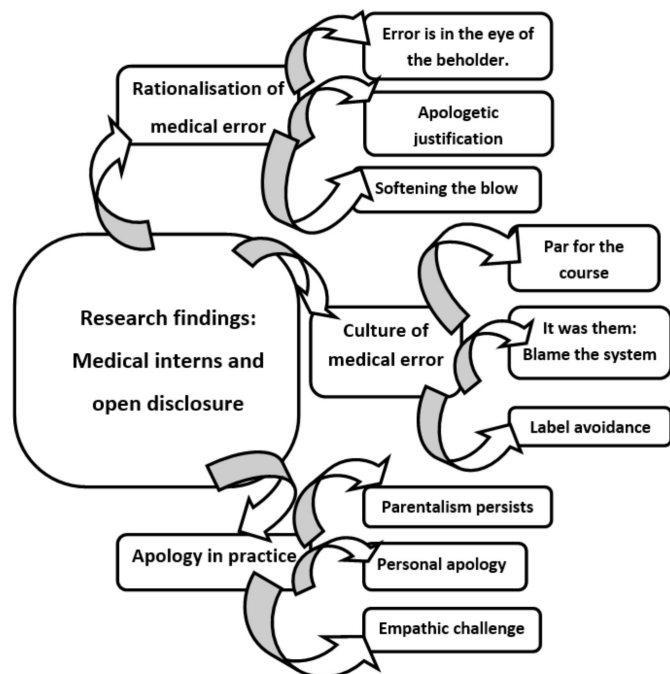 Error is in the eye of
the beholder.
Rationalisation of
medical error
Apologetic
justification
Softening the blow
Research findings:
Medical interns and
open disclosure
Par for the
course
Culture of
medical error
It was them:
Blame the system
Label avoidance
Apology in practice
Parentalism persists
Personal apology
Empathic challenge